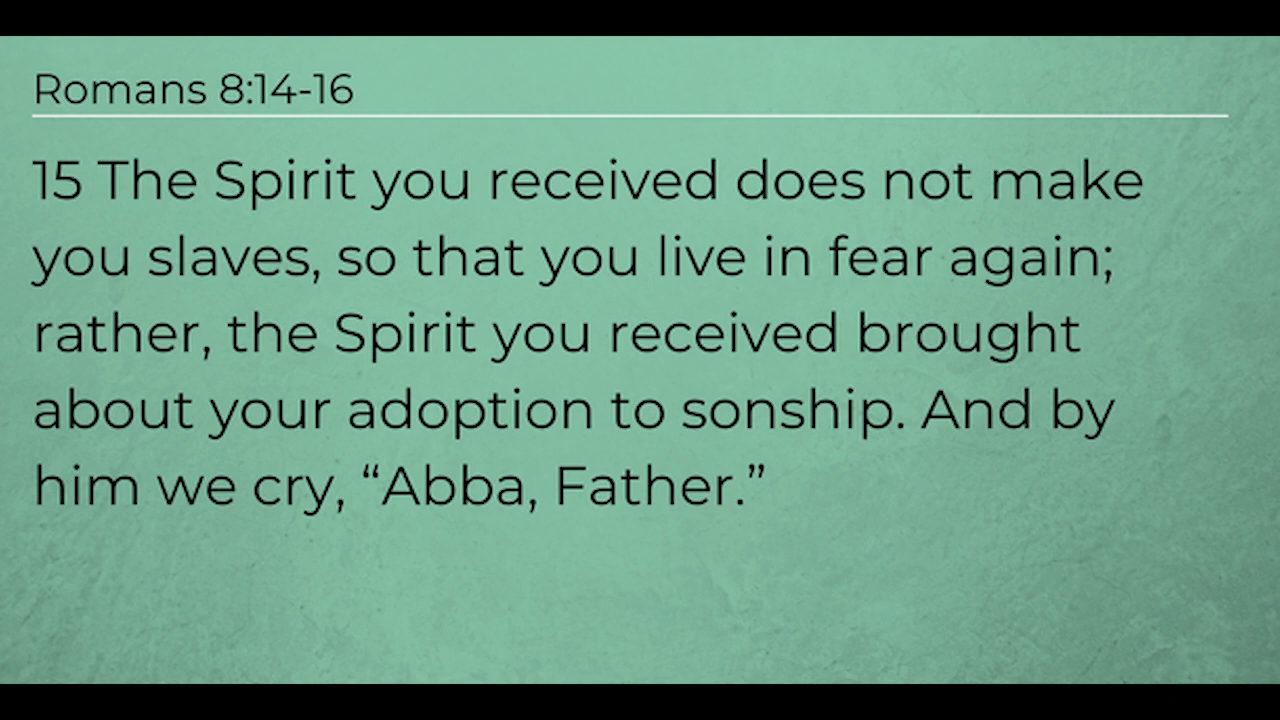 Romans 8:14-16
15 The Spirit you received does not make
you slaves, so that you live in fear again;
rather, the Spirit you received brought
about your adoption to sonship. And by
him we cry, “Abba, Father.”